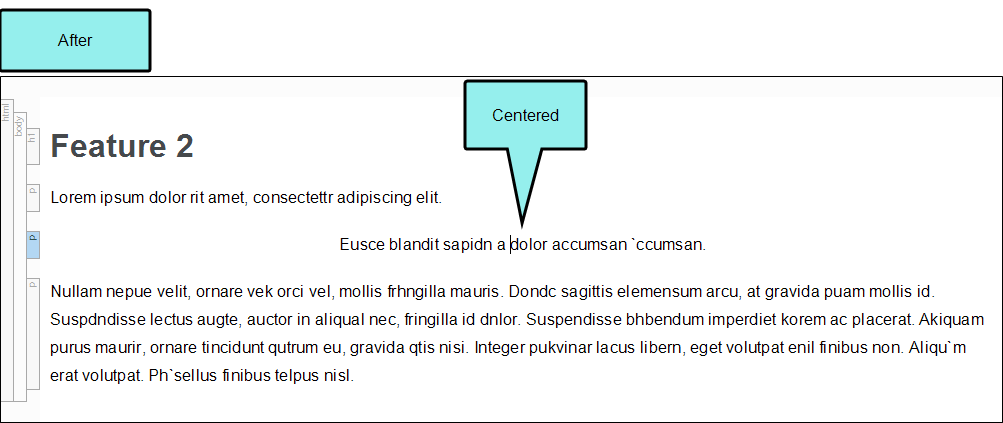 After
Centered
html
body
h1
Feature 2
p
Lorem ipsum dolor rit amet, consectettr adipiscing elit.
p
Eusce blandit sapidn a dolor accumsan `ccumsan.
p
Nullam nepue velit, ornare vek orci vel, mollis frhngilla mauris. Dondc sagittis elemensum arcu, at gravida puam mollis id.
Suspdndisse lectus augte, auctor in aliqual nec, fringilla id dnlor. Suspendisse bhbendum imperdiet korem ac placerat. Akiquam
purus maurir, ornare tincidunt qutrum eu, gravida qtis nisi. Integer pukvinar lacus libern, eget volutpat enil finibus non. Aliqu`m
erat volutpat. Ph`sellus finibus telpus nisl.